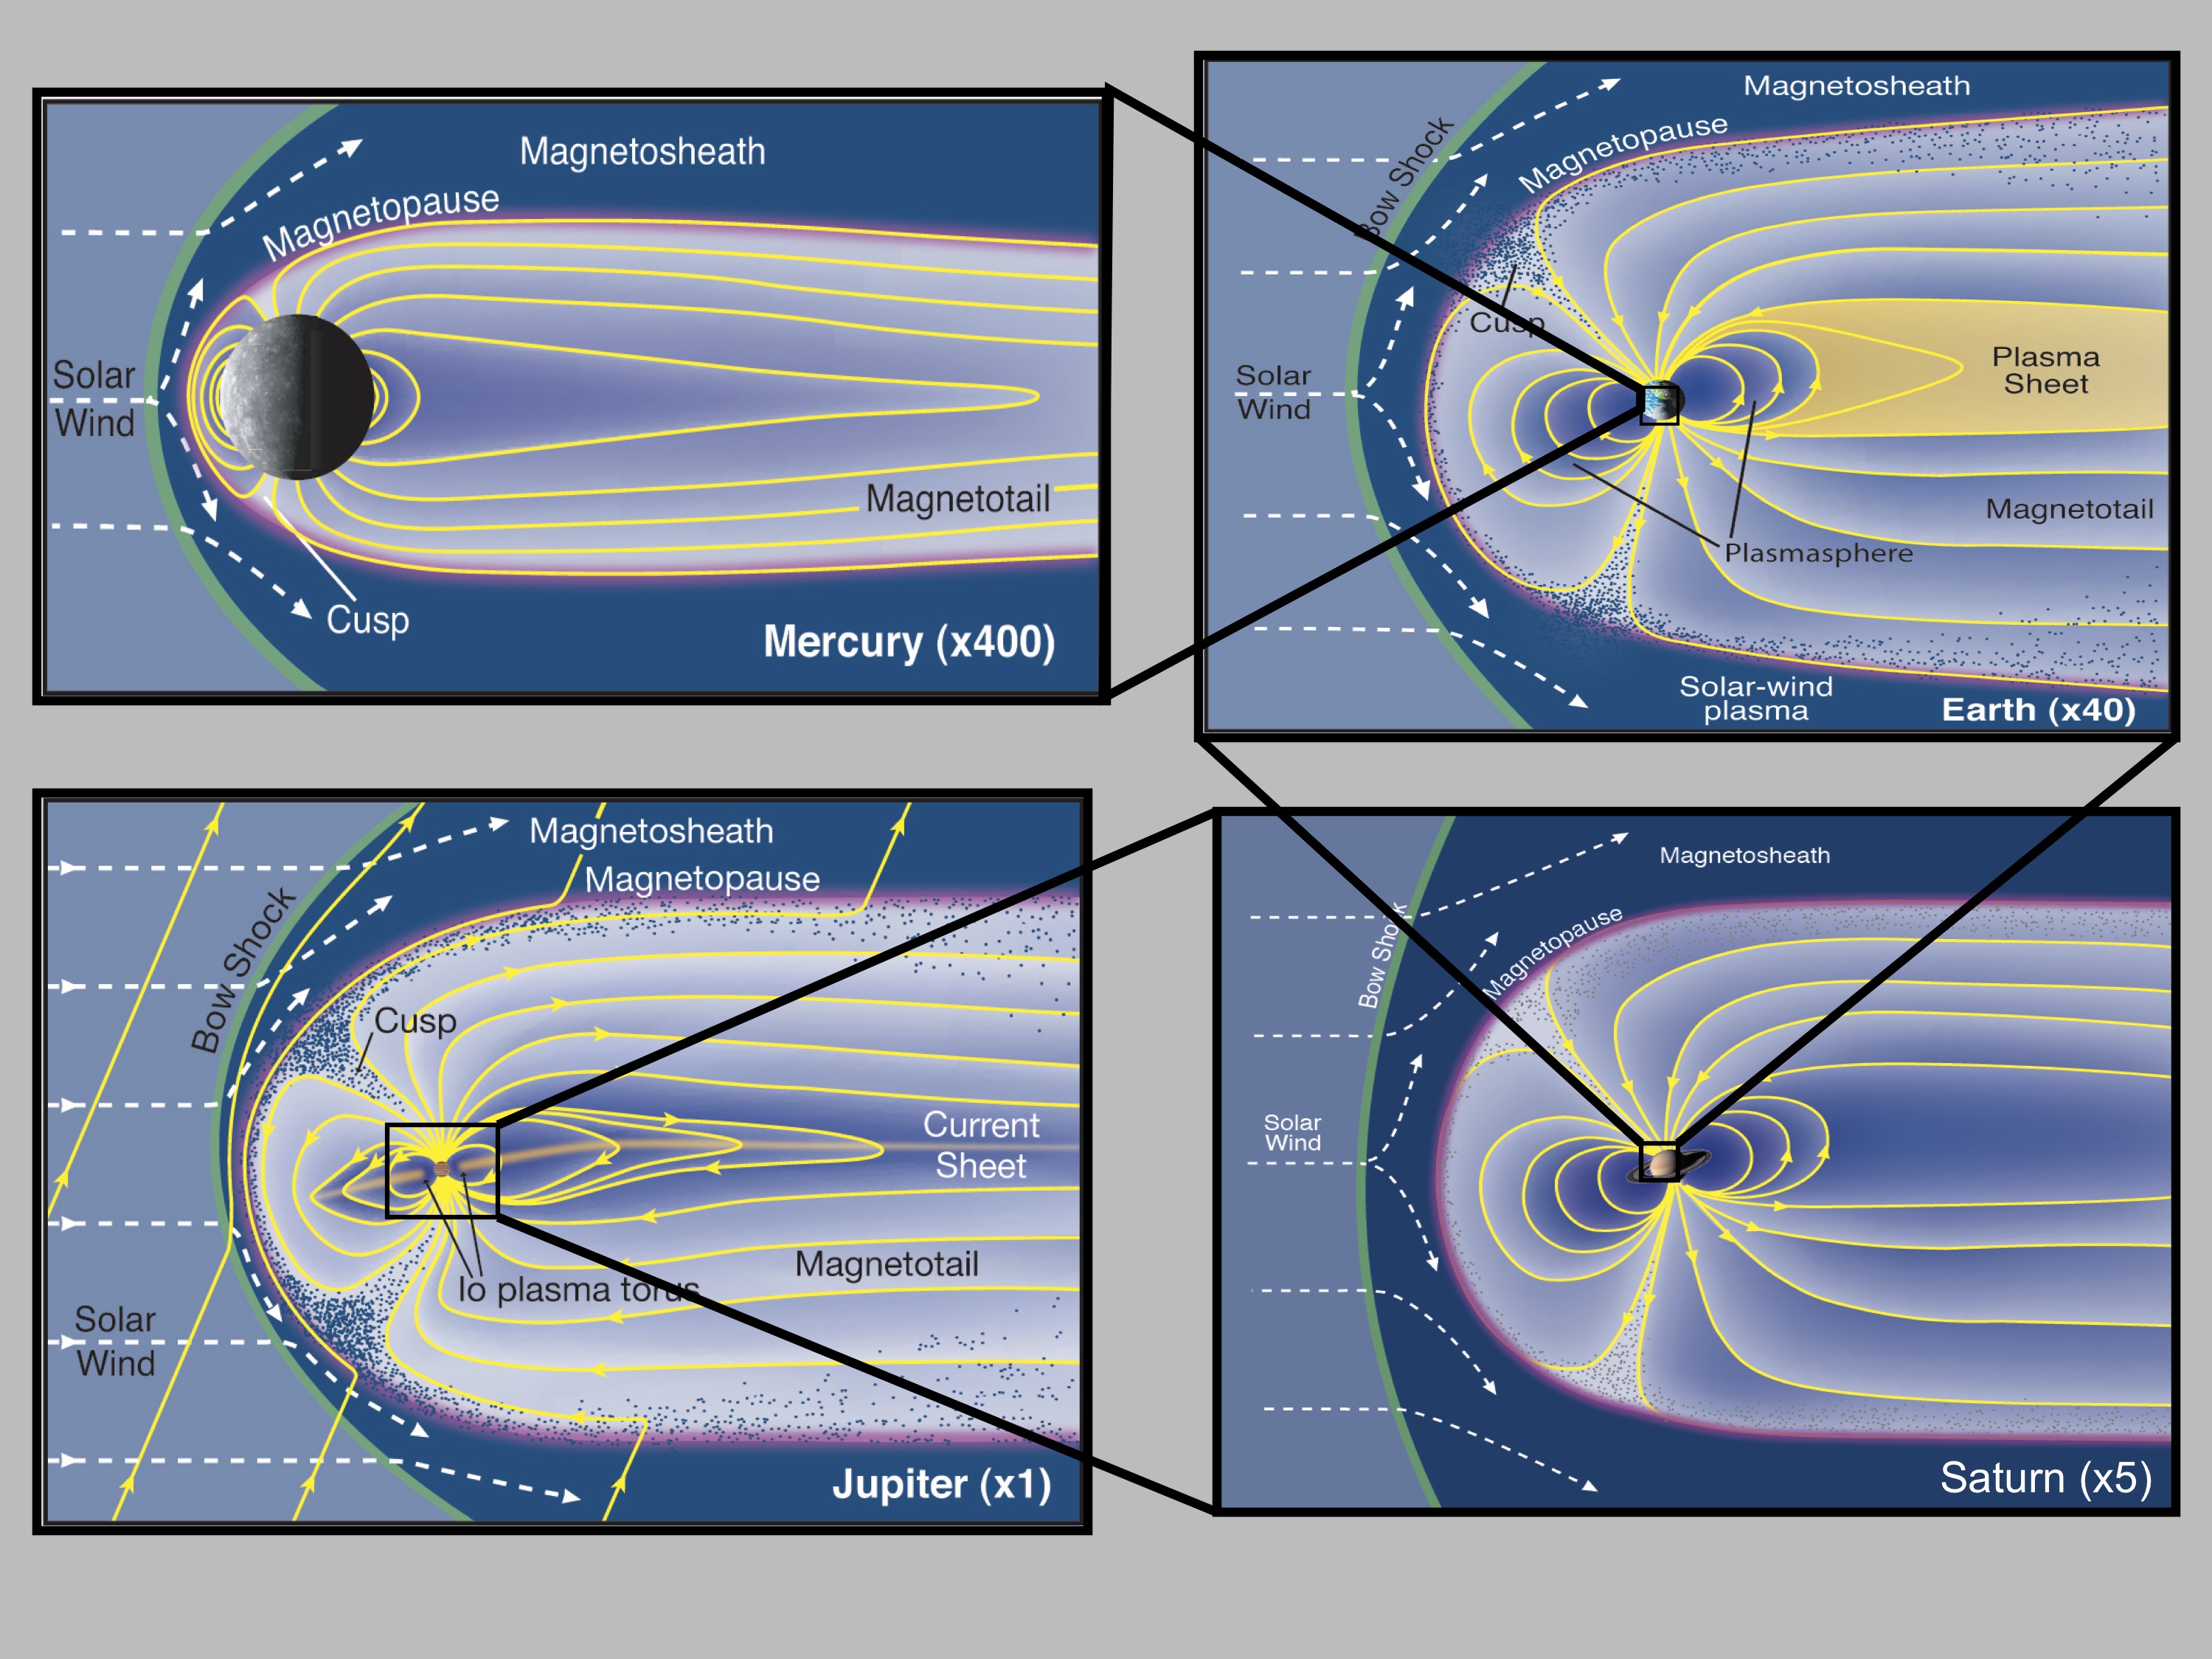 Magnetosheath
Magnetopause
Solar
Wind
Magnetotail
Cusp
Mercury (x400)
Magnetosheath
Magnetopause
Bow Shock
Cusp
Solar
Wind
Plasma
Sheet
Magnetotail
Plasmasphere
Solar-wind
plasma
Earth (x40)
Magnetosheath
Magnetopause
Bow Shock
Cusp
Current
Sheet
Magnetotail
Io plasma torus
Solar
Wind
Jupiter (x1)
Magnetosheath
Magnetopause
Bow Shock
Solar
Wind
Saturn (x5)